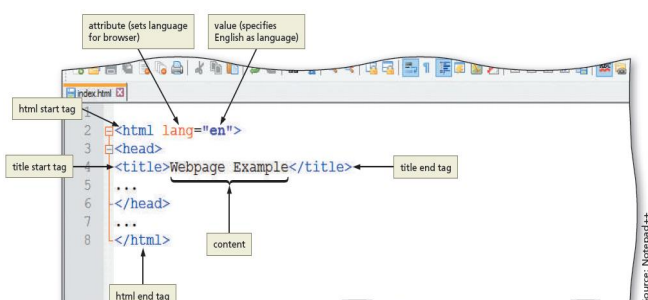 attribute (sets language
for browser)
value (specifies
English as language)
index.html
html start tag
1
2 <html lang="en">
3 <head>
title start tag
4 <title>Webpage Example</title>
title end tag
5 ...
6 </head>
7 ...
8 </html>
content
html end tag
Source: Notepad++